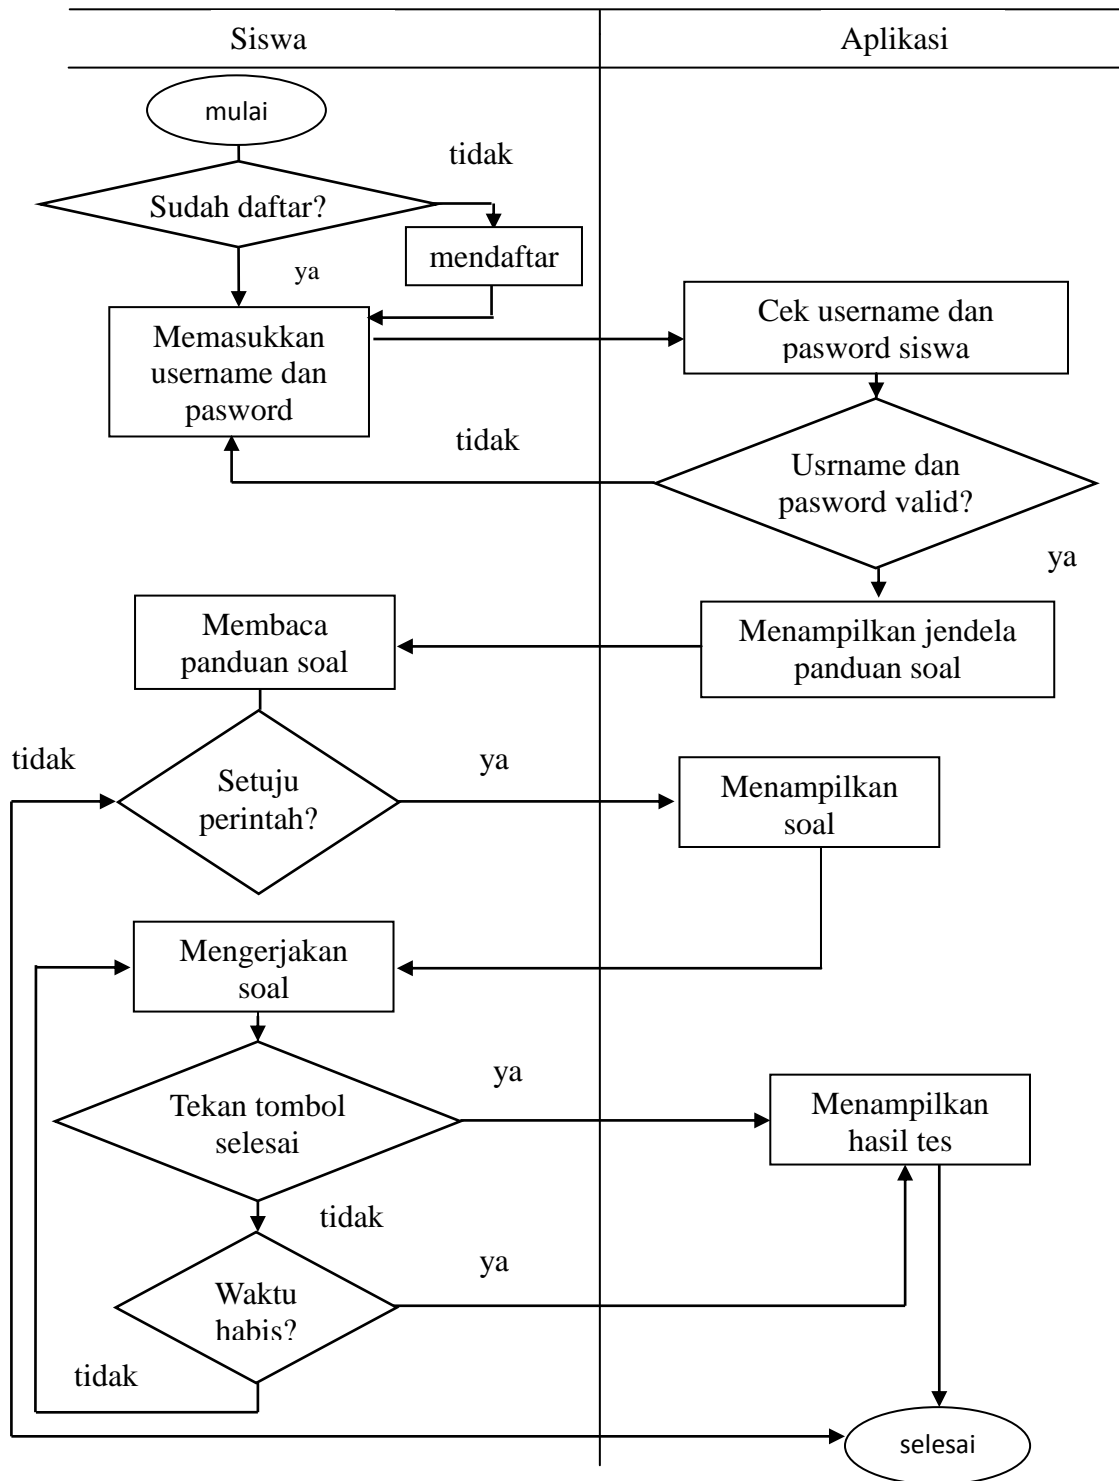 Siswa
Aplikasi
mulai
tidak
Sudah daftar?
mendaftar
ya
Memasukkan
username dan
pasword
Cek username dan
pasword siswa
tidak
Usrname dan
pasword valid?
ya
Membaca
panduan soal
Menampilkan jendela
panduan soal
tidak
Setuju
perintah?
ya
Menampilkan
soal
Mengerjakan
soal
ya
Tekan tombol
selesai
Menampilkan
hasil tes
tidak
ya
Waktu
habis?
tidak
selesai